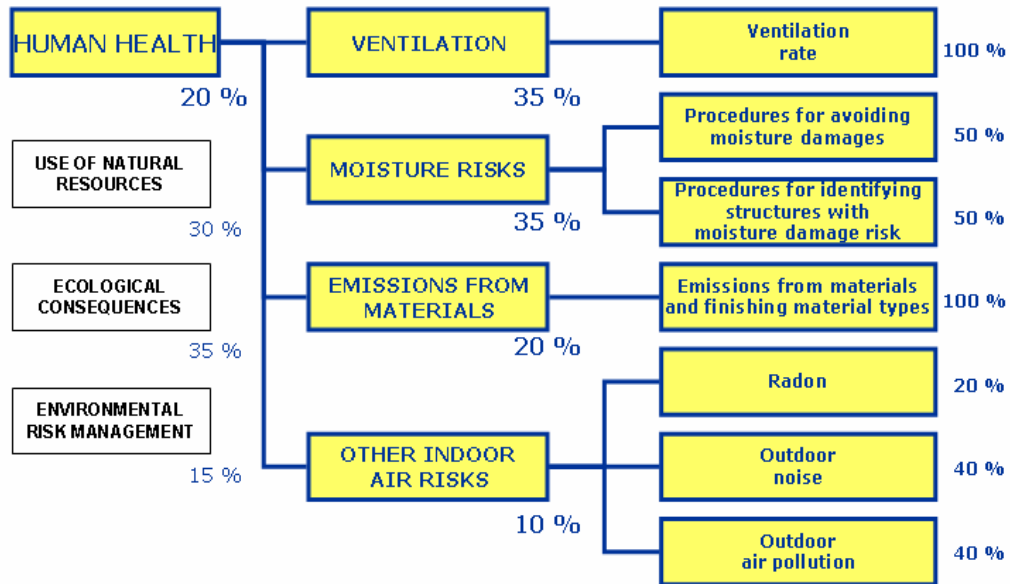 HUMAN HEALTH
20 %
USE OF NATURAL
RESOURCES
30 %
ECOLOGICAL
CONSEQUENCES
35 %
ENVIRONMENTAL
RISK MANAGEMENT
15 %
VENTILATION
35 %
MOISTURE RISKS
35 %
EMISSIONS FROM
MATERIALS
20 %
OTHER INDOOR
AIR RISKS
10 %
Ventilation
rate
100 %
Procedures for avoiding
moisture damages
50 %
Procedures for identifying
structures with
moisture damage risk
50 %
Emissions from materials
and finishing material types
100 %
Radon
20 %
Outdoor
noise
40 %
Outdoor
air pollution
40 %